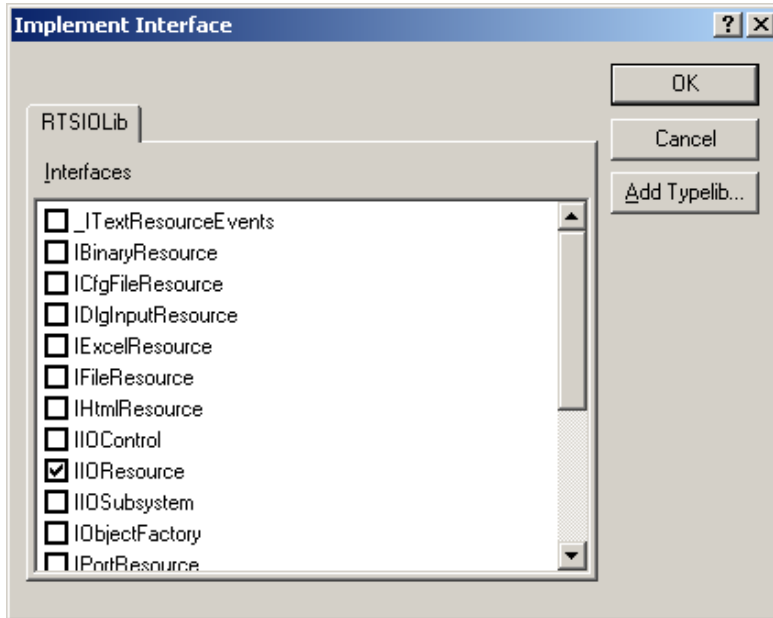 Implement Interface
OK
RTSIOLib
Cancel
Interfaces
Add Typelib...
_ITextResourceEvents
IBinaryResource
ICfgFileResource
IDlgInputResource
IExcelResource
IFileResource
IHtmlResource
IIOControl
IIOResource
IIOSubsystem
IObjectFactory
IPortResource